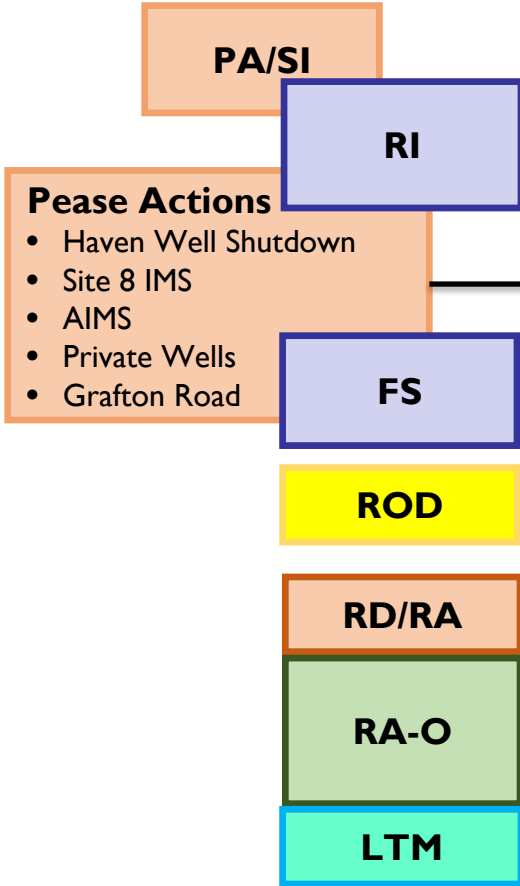 PA/SI
RI
Pease Actions
• Haven Well Shutdown
• Site 8 IMS
• AIMS
• Private Wells
• Grafton Road
FS
ROD
RD/RA
RA-O
LTM